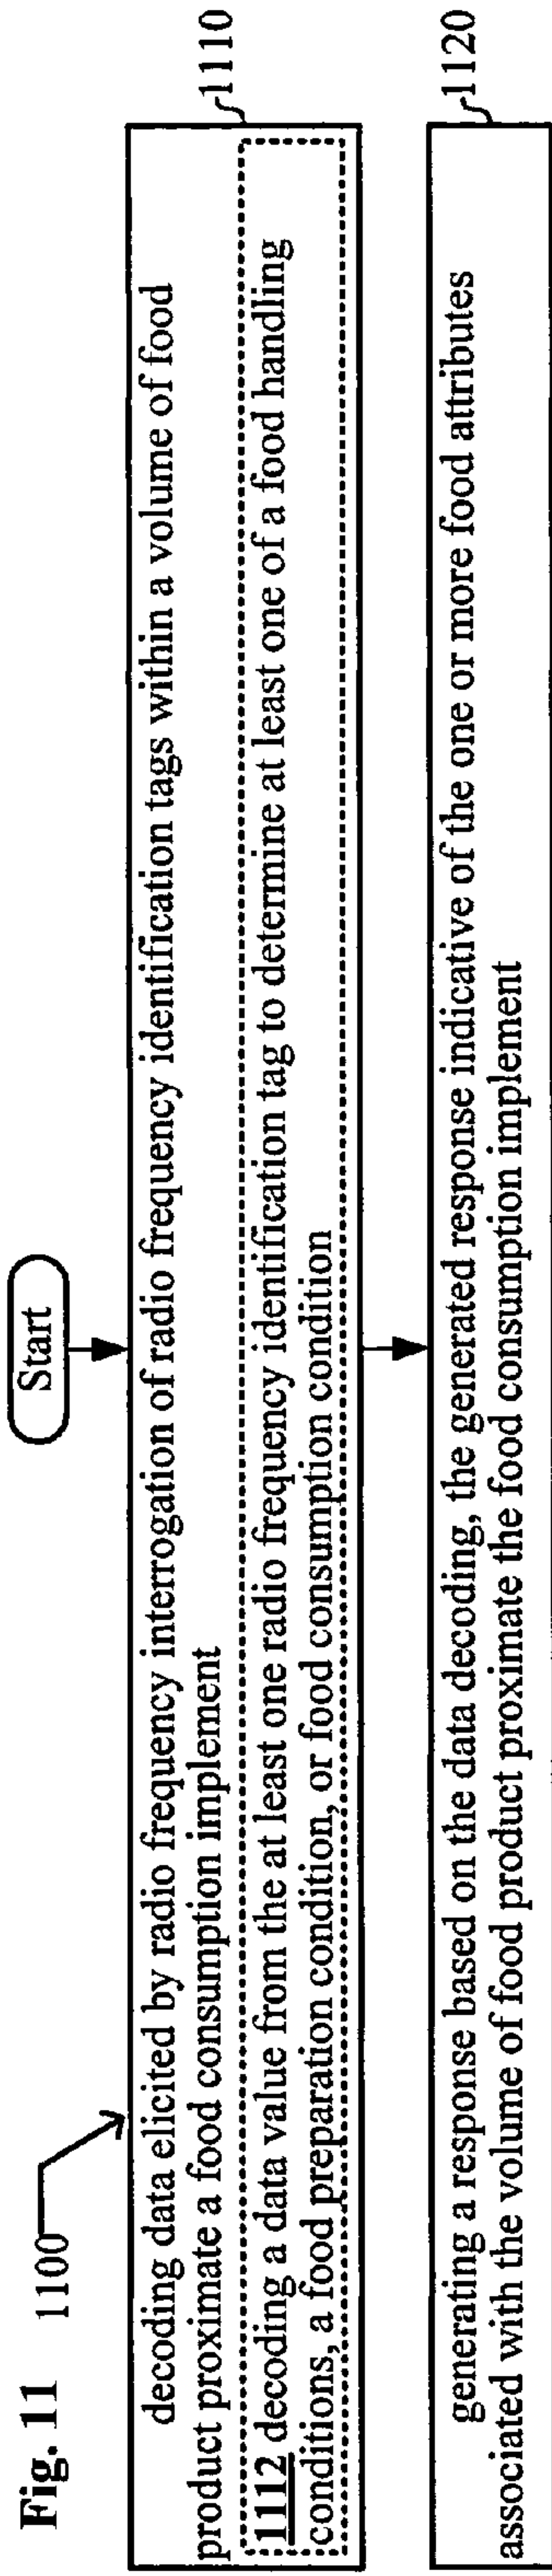 Fig. 11
1100
Start
decoding data elicited by radio frequency interrogation of radio frequency identification tags within a volume of food
product proximate a food consumption implement
1112 decoding a data value from the at least one radio frequency identification tag to determine at least one of a food handling
conditions, a food preparation condition, or food consumption condition
1110
generating a response based on the data decoding, the generated response indicative of the one or more food attributes
associated with the volume of food product proximate the food consumption implement
1120